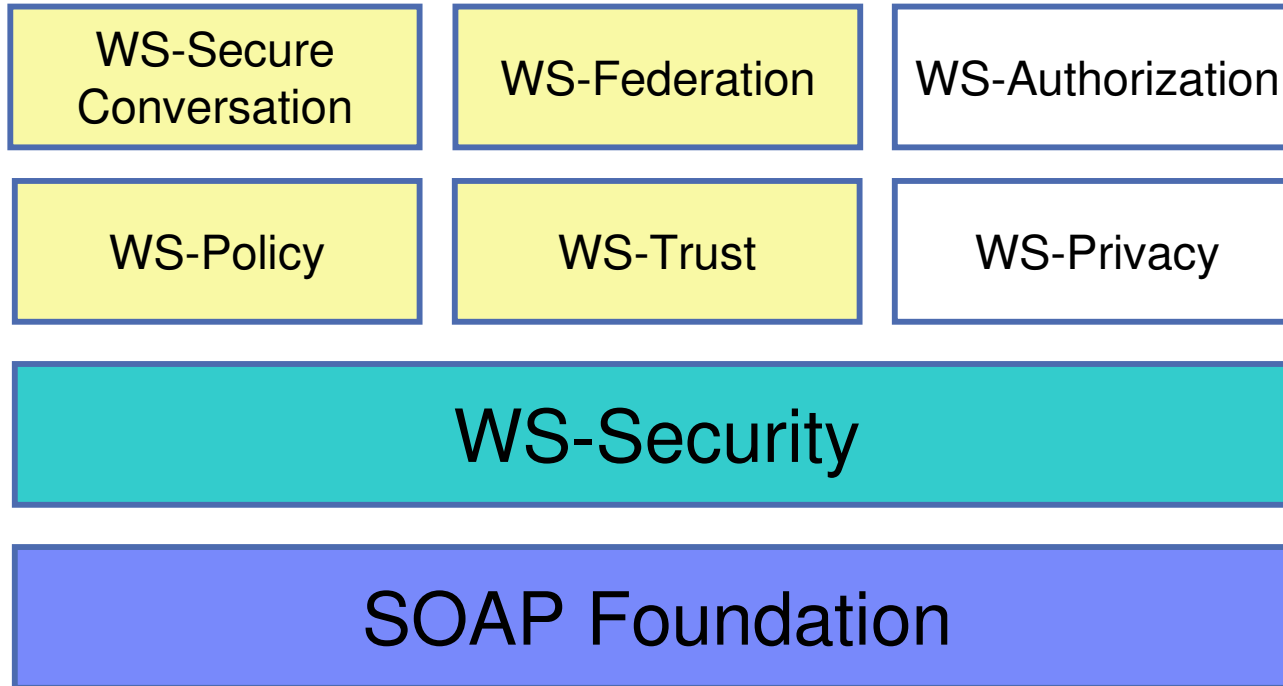 WS-Secure
Conversation
WS-Federation
WS-Authorization
WS-Policy
WS-Trust
WS-Privacy
WS-Security
SOAP Foundation